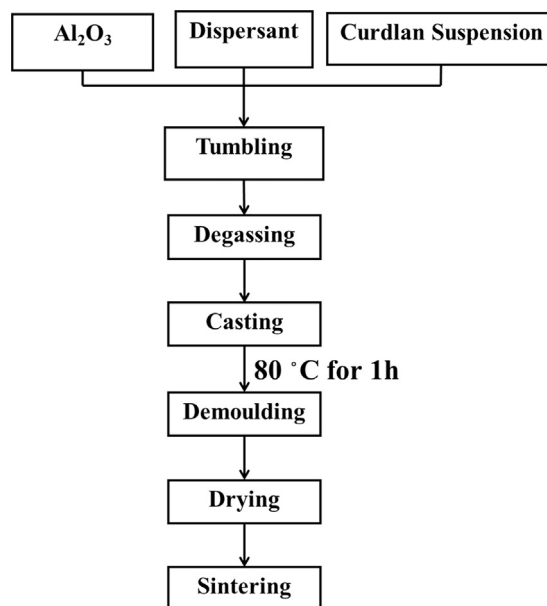 Al₂O₃
Dispersant
Curdlan Suspension
Tumbling
Degassing
Casting
80 °C for 1h
Demoulding
Drying
Sintering